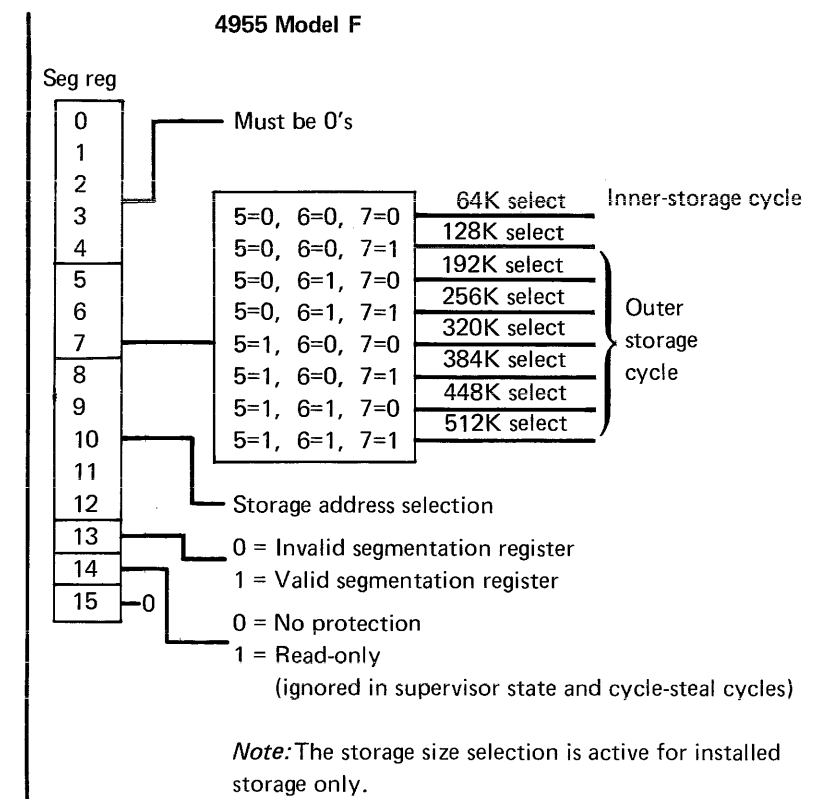 4955 Model F
Seg reg
0
1
2
3
4
5
6
7
8
9
10
11
12
13
14
15
0
Must be 0's
5=0, 6=0, 7=0
5=0, 6=0, 7=1
5=0, 6=1, 7=0
5=0, 6=1, 7=1
5=1, 6=0, 7=0
5=1, 6=0, 7=1
5=1, 6=1, 7=0
5=1, 6=1, 7=1
64K select
128K select
192K select
256K select
320K select
384K select
448K select
512K select
Inner-storage cycle
Outer
storage
cycle
Storage address selection
0 = Invalid segmentation register
1 = Valid segmentation register
0 = No protection
1 = Read-only
(ignored in supervisor state and cycle-steal cycles)
Note: The storage size selection is active for installed
storage only.